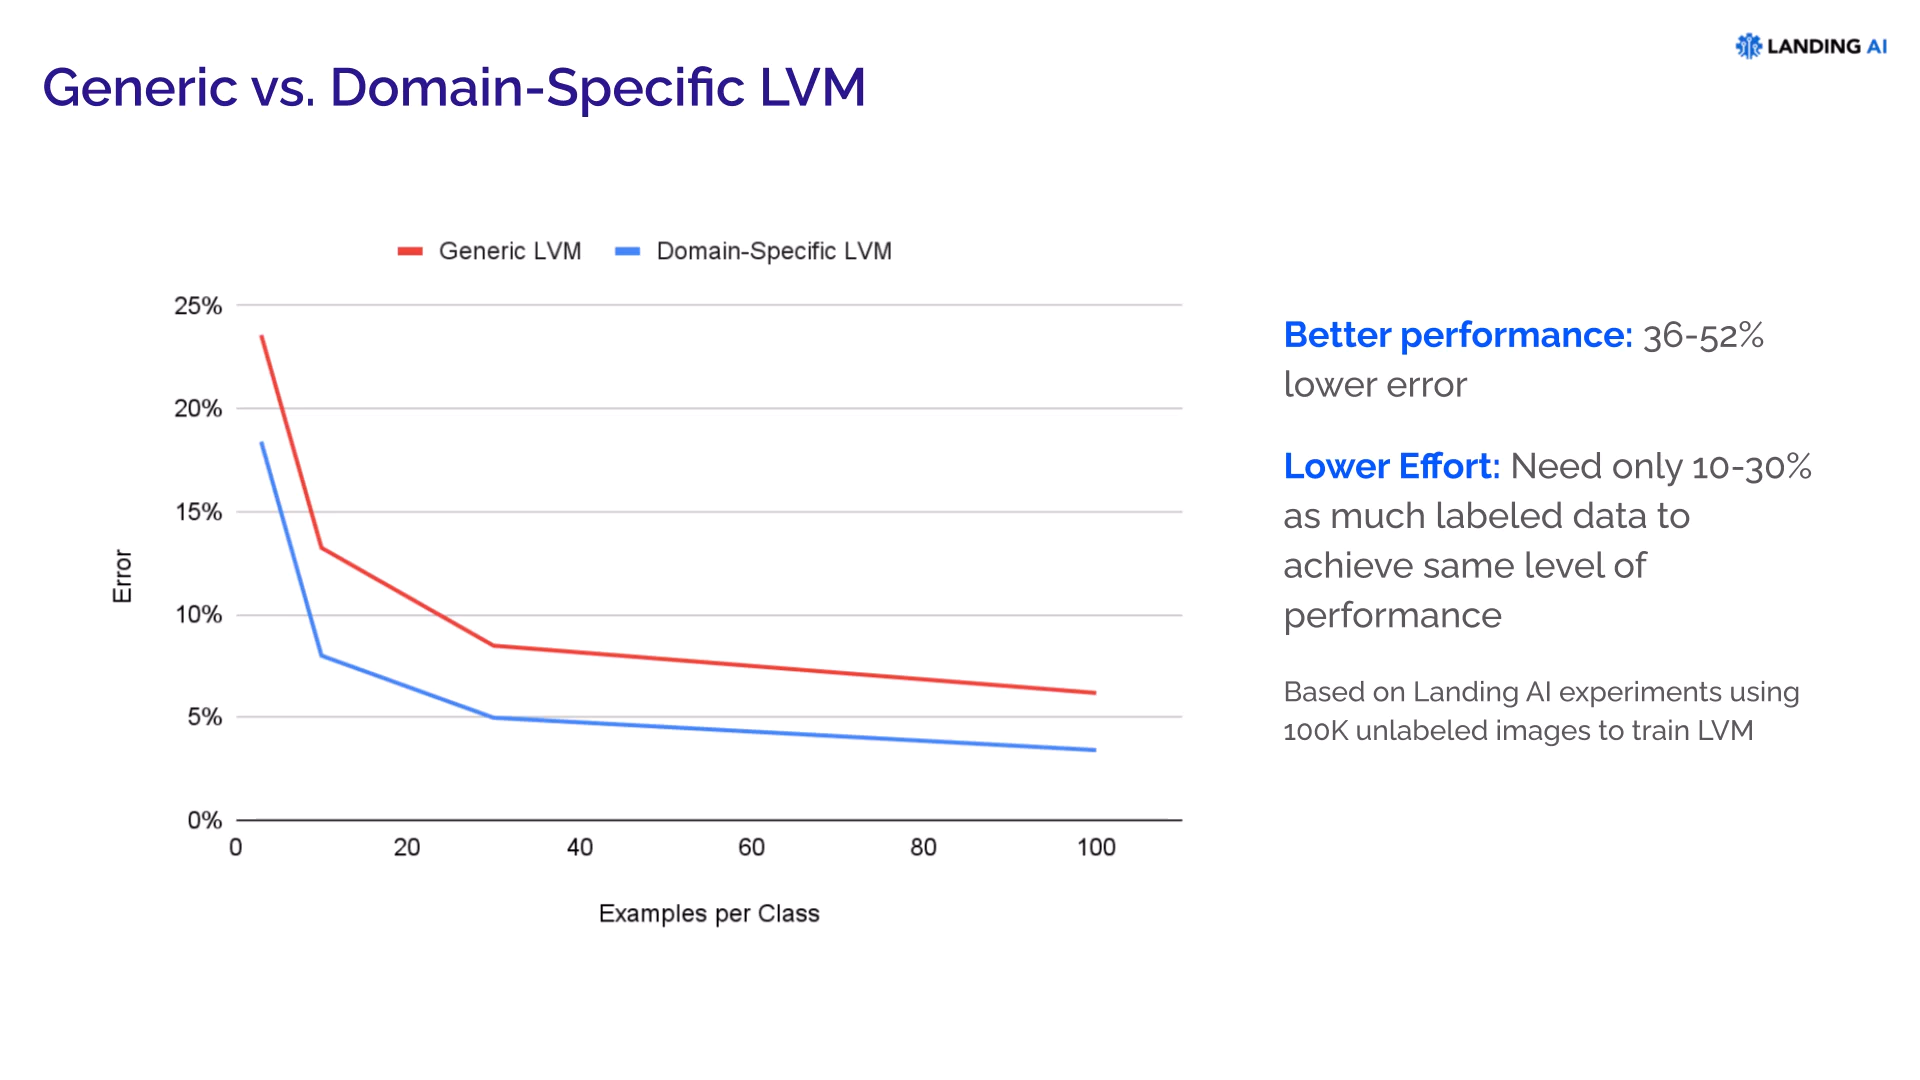 LANDING AI
Generic vs. Domain-Specific LVM
Generic LVM
Domain-Specific LVM
25%
20%
15%
10%
5%
0%
Error
0
20
40
60
80
100
Examples per Class
Better performance: 36-52%
lower error
Lower Effort: Need only 10-30%
as much labeled data to
achieve same level of
performance
Based on Landing AI experiments using
100K unlabeled images to train LVM